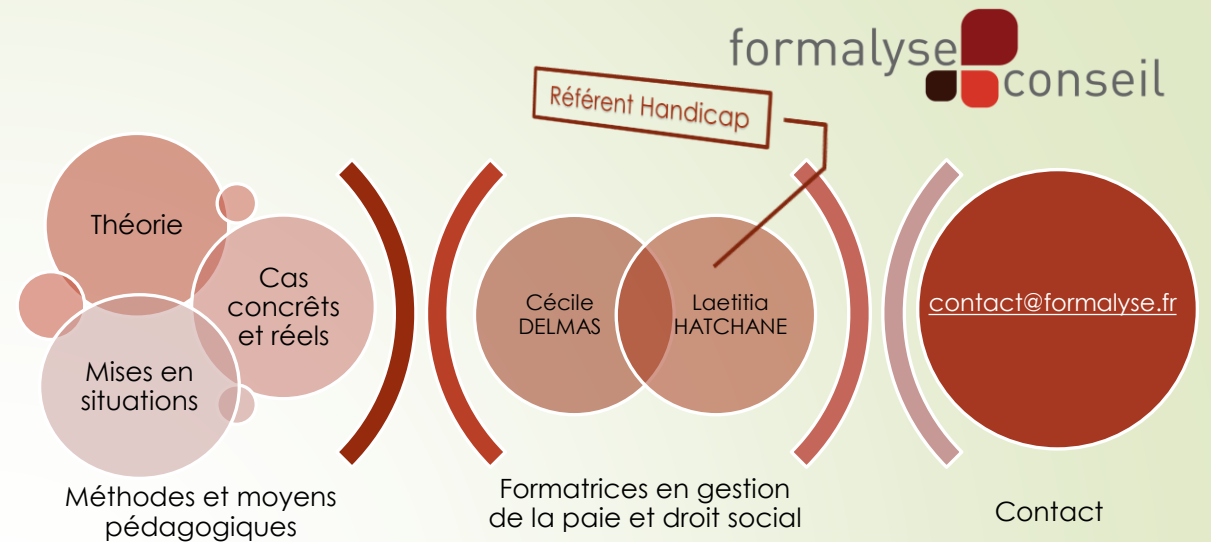 formalyse
conseil
Référent Handicap
Théorie
Cas
concrêts
et réels
Mises en
situations
Méthodes et moyens
pédagogiques
Cécile
DELMAS
Laetitia
HATCHANE
Formatrices en gestion
de la paie et droit social
contact@formalyse.fr
Contact